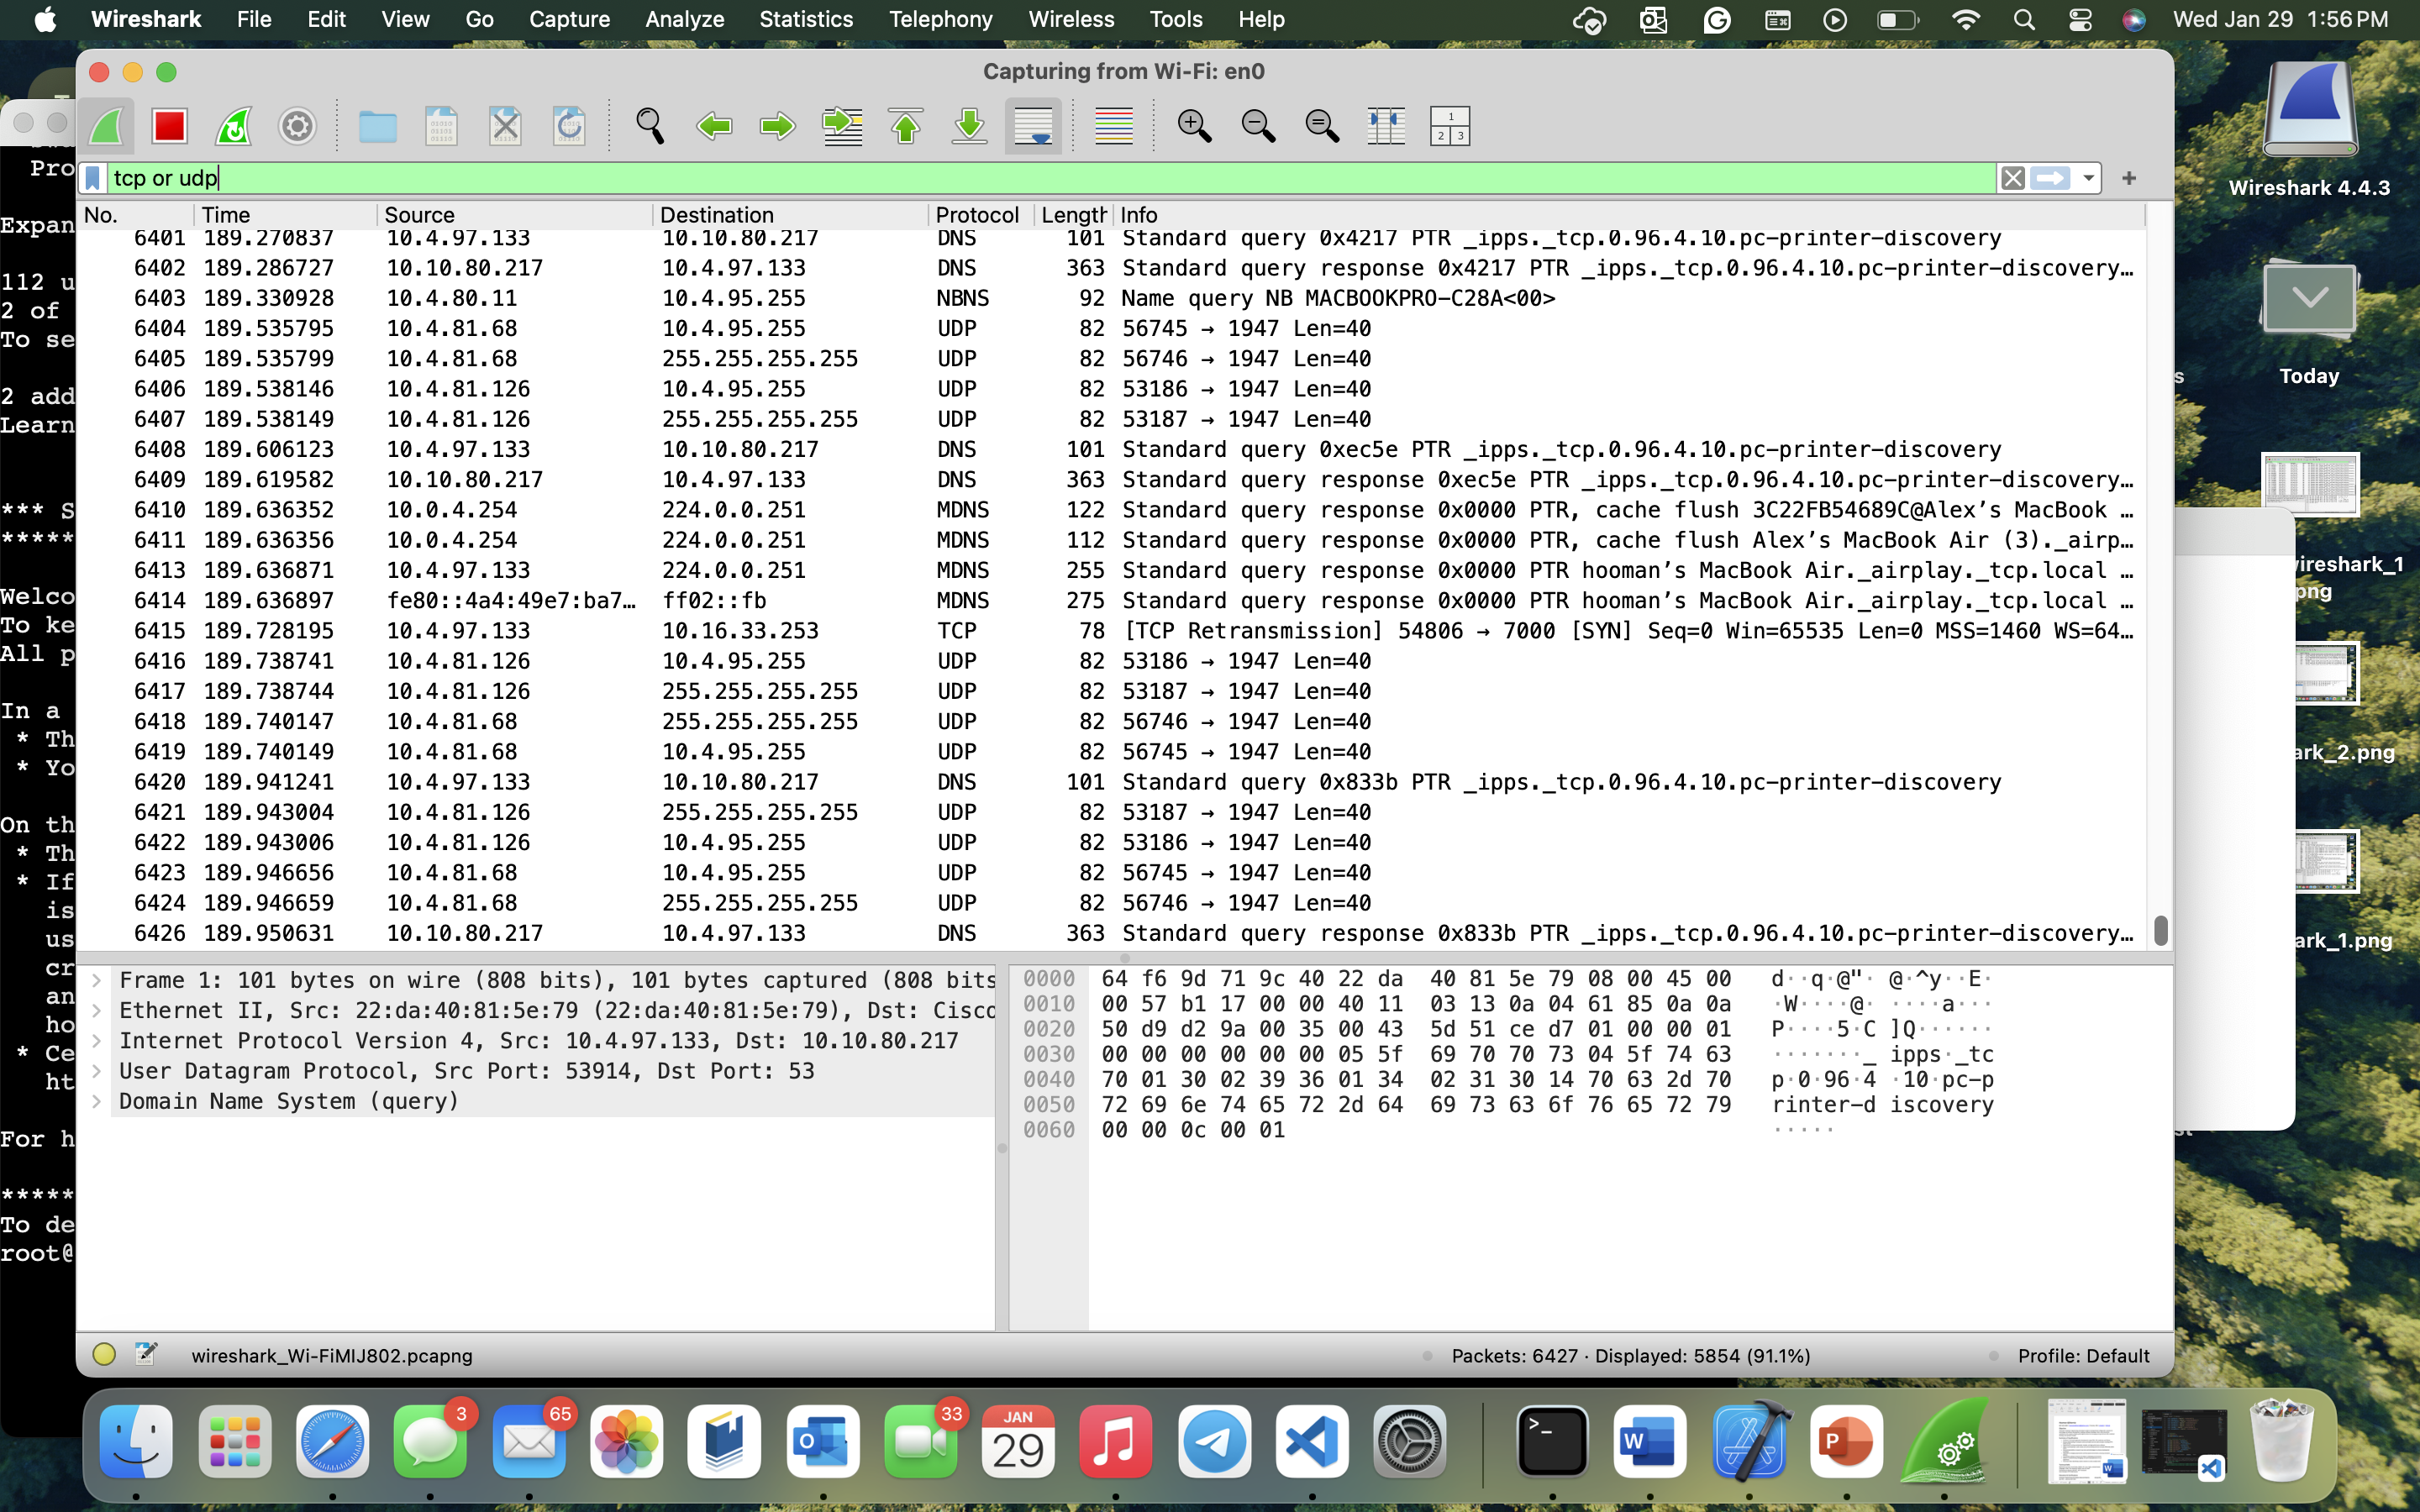 Wireshark File Edit View Go Capture Analyze Statistics Telephony Wireless Tools Help Wed Jan 29 1:56 PM
Capturing from Wi-Fi: en0
tcp or udp
No. Time Source Destination Protocol Length Info
6401 189.270837 10.4.97.133 10.10.80.217 DNS 101 Standard query 0x4217 PTR _ipps._tcp.0.96.4.10.pc-printer-discovery
6402 189.286727 10.10.80.217 10.4.97.133 DNS 363 Standard query response 0x4217 PTR _ipps._tcp.0.96.4.10.pc-printer-discovery…
6403 189.330928 10.4.80.11 10.4.95.255 NBNS 92 Name query NB MACBOOKPRO-C28A<00>
6404 189.535795 10.4.81.68 10.4.95.255 UDP 82 56745 → 1947 Len=40
6405 189.535799 10.4.81.68 255.255.255.255 UDP 82 56746 → 1947 Len=40
6406 189.538146 10.4.81.126 10.4.95.255 UDP 82 53186 → 1947 Len=40
6407 189.538149 10.4.81.126 255.255.255.255 UDP 82 53187 → 1947 Len=40
6408 189.606123 10.4.97.133 10.10.80.217 DNS 101 Standard query 0xec5e PTR _ipps._tcp.0.96.4.10.pc-printer-discovery
6409 189.619582 10.10.80.217 10.4.97.133 DNS 363 Standard query response 0xec5e PTR _ipps._tcp.0.96.4.10.pc-printer-discovery…
6410 189.636352 10.0.4.254 224.0.0.251 MDNS 122 Standard query response 0x0000 PTR, cache flush 3C22FB54689C@Alex’s MacBook …
6411 189.636356 10.0.4.254 224.0.0.251 MDNS 112 Standard query response 0x0000 PTR, cache flush Alex’s MacBook Air (3)._airp…
6413 189.636871 10.4.97.133 224.0.0.251 MDNS 255 Standard query response 0x0000 PTR hooman’s MacBook Air._airplay._tcp.local …
6414 189.636897 fe80::4a4:49e7:ba7… ff02::fb MDNS 275 Standard query response 0x0000 PTR hooman’s MacBook Air._airplay._tcp.local …
6415 189.728195 10.4.97.133 10.16.33.253 TCP 78 [TCP Retransmission] 54806 → 7000 [SYN] Seq=0 Win=65535 Len=0 MSS=1460 WS=64…
6416 189.738741 10.4.81.126 10.4.95.255 UDP 82 53186 → 1947 Len=40
6417 189.738744 10.4.81.126 255.255.255.255 UDP 82 53187 → 1947 Len=40
6418 189.740147 10.4.81.68 255.255.255.255 UDP 82 56746 → 1947 Len=40
6419 189.740149 10.4.81.68 10.4.95.255 UDP 82 56745 → 1947 Len=40
6420 189.941241 10.4.97.133 10.10.80.217 DNS 101 Standard query 0x833b PTR _ipps._tcp.0.96.4.10.pc-printer-discovery
6421 189.943004 10.4.81.126 255.255.255.255 UDP 82 53187 → 1947 Len=40
6422 189.943006 10.4.81.126 10.4.95.255 UDP 82 53186 → 1947 Len=40
6423 189.946656 10.4.81.68 10.4.95.255 UDP 82 56745 → 1947 Len=40
6424 189.946659 10.4.81.68 255.255.255.255 UDP 82 56746 → 1947 Len=40
6426 189.950631 10.10.80.217 10.4.97.133 DNS 363 Standard query response 0x833b PTR _ipps._tcp.0.96.4.10.pc-printer-discovery…
Frame 1: 101 bytes on wire (808 bits), 101 bytes captured (808 bits
Ethernet II, Src: 22:da:40:81:5e:79 (22:da:40:81:5e:79), Dst: Cisco
Internet Protocol Version 4, Src: 10.4.97.133, Dst: 10.10.80.217
User Datagram Protocol, Src Port: 53914, Dst Port: 53
Domain Name System (query)
0000 64 f6 9d 71 9c 40 22 da 40 81 5e 79 08 00 45 00 d··q·@"· @·^y··E·
0010 00 57 b1 17 00 00 40 11 03 13 0a 04 61 85 0a 0a ·W····@· ····a···
0020 50 d9 d2 9a 00 35 00 43 5d 51 ce d7 01 00 00 01 P····5·C ]Q······
0030 00 00 00 00 00 00 05 5f 69 70 70 73 04 5f 74 63 ·······_ ipps·_tc
0040 70 01 30 02 39 36 01 34 02 31 30 14 70 63 2d 70 p·0·96·4 ·10·pc-p
0050 72 69 6e 74 65 72 2d 64 69 73 63 6f 76 65 72 79 rinter-d iscovery
0060 00 00 0c 00 01 ·····
wireshark_Wi-FiMIJ802.pcapng Packets: 6427 · Displayed: 5854 (91.1%) Profile: Default
Pro
Expan
112 u
2 of
To se
2 add
Learn
*** S
*****
Welco
To ke
All p
In a
* Th
* Yo
On th
* Th
* If
is
us
cr
an
ho
* Ce
ht
For h
*****
To de
root@
Wireshark 4.4.3
Today
s
ireshark_1
png
ark_2.png
ark_1.png
3
65
33
JAN
29